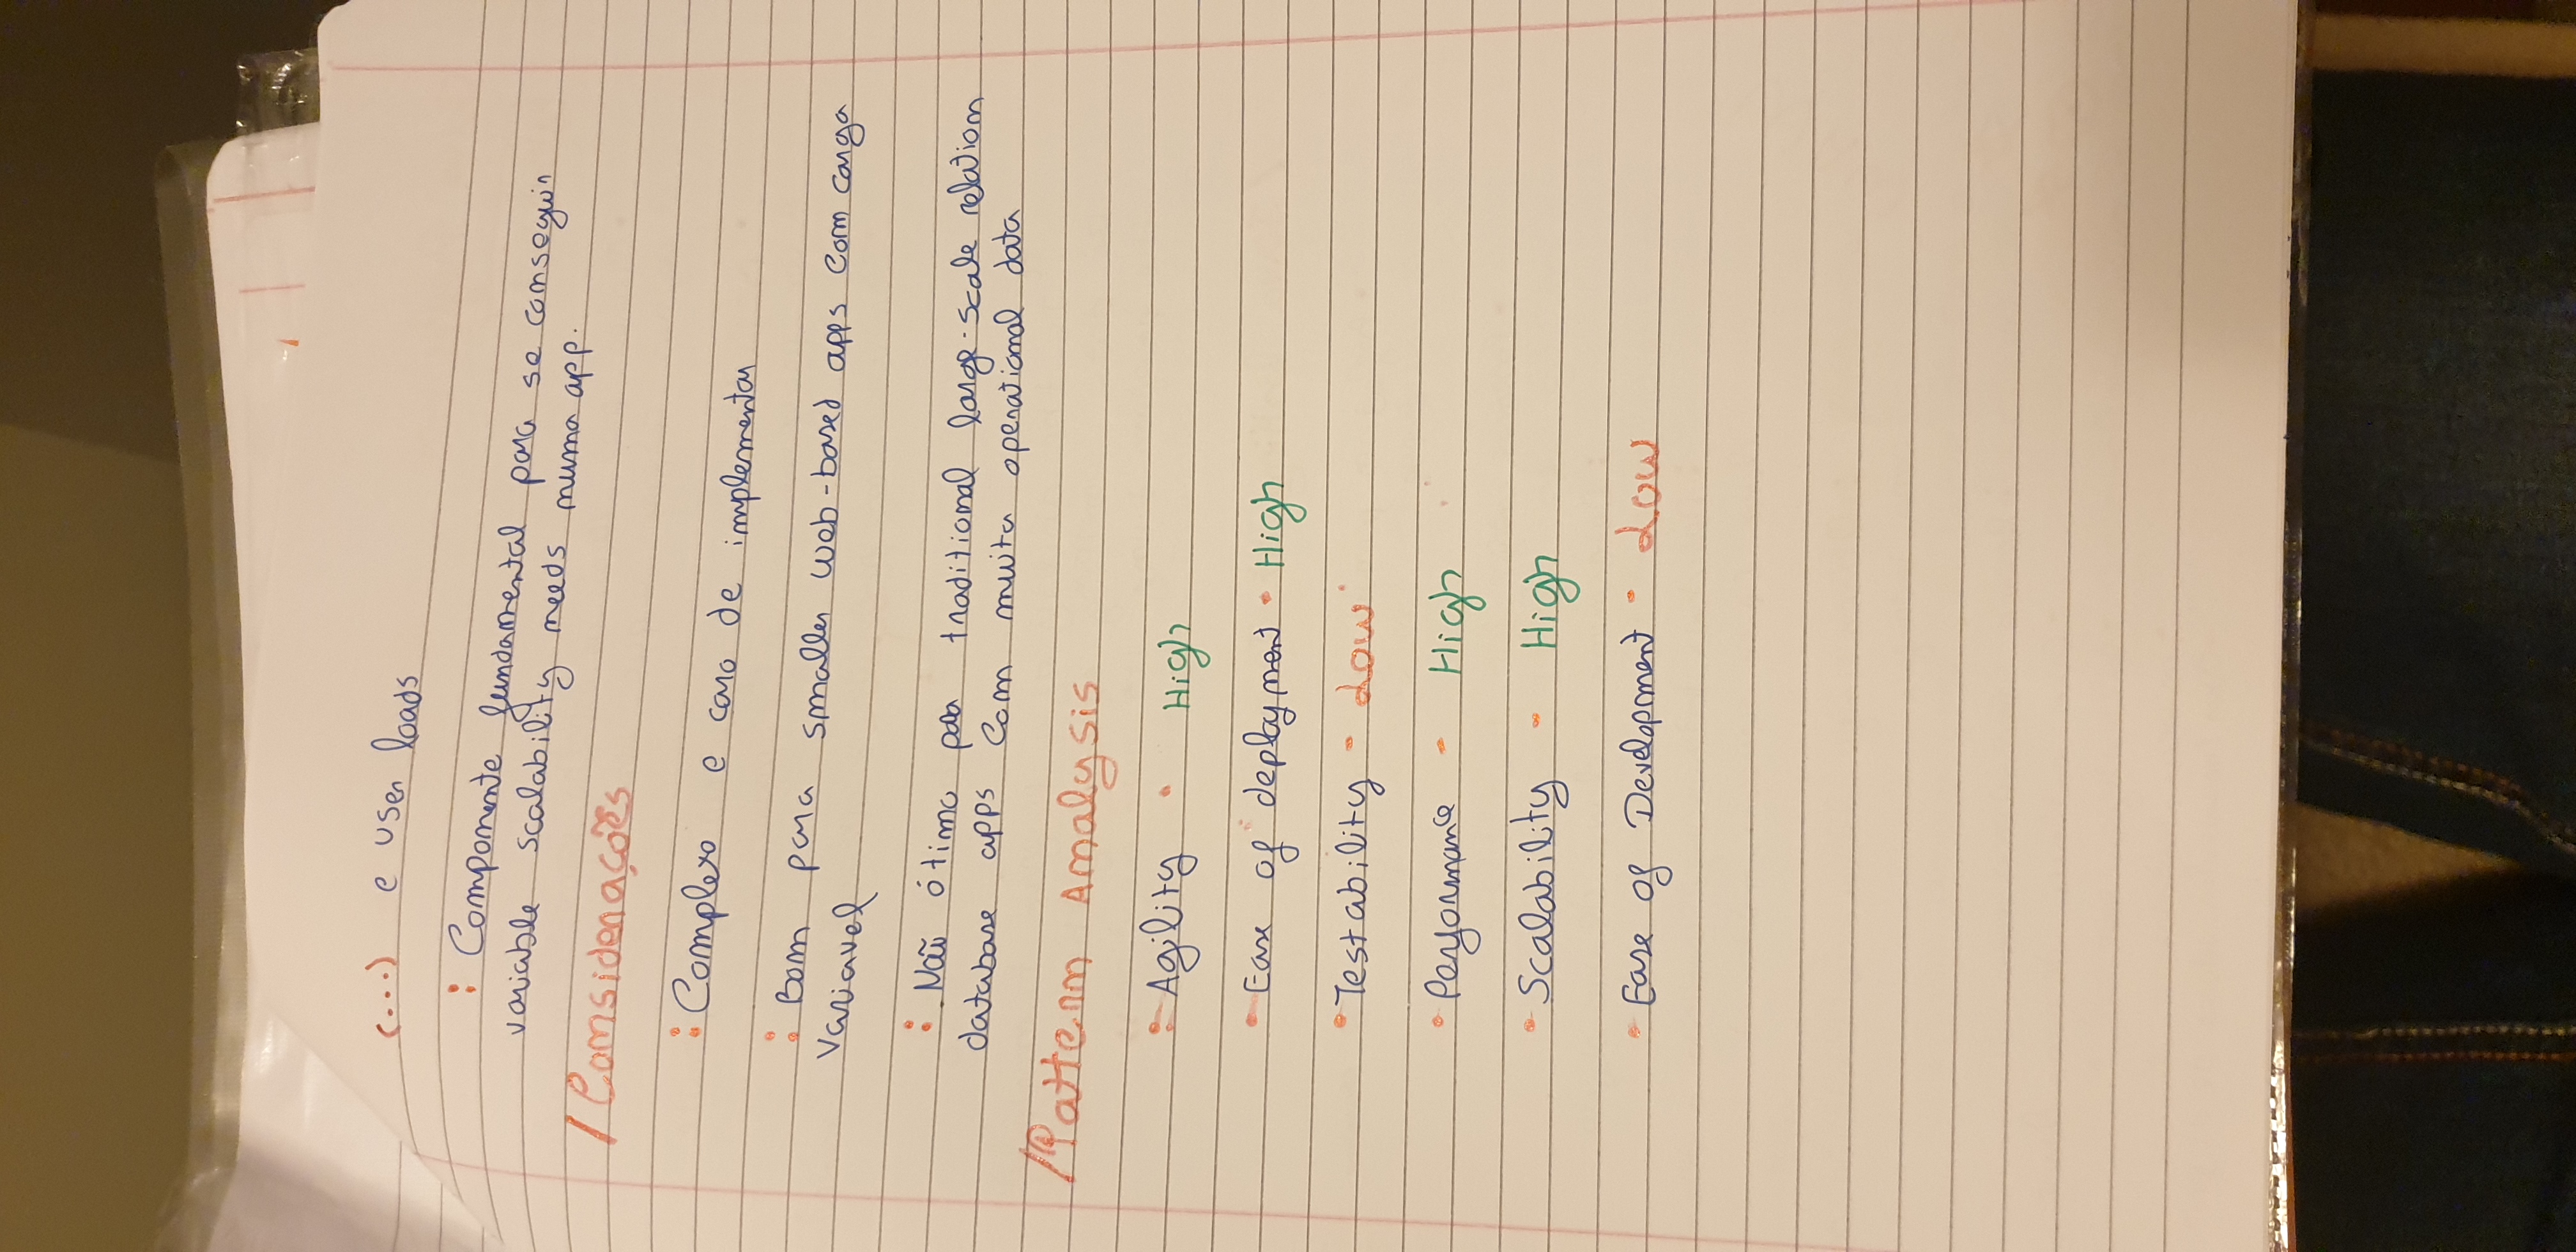 (...) e user loads
: Componente fundamental para se conseguir
variable scalability needs numa app.
/ Considerações
: Complexo e caro de implementar
: Bom para smaller web-based apps com carga
variavel
: Não ótimo para traditional large-scale relation
database apps com muita operational data
/Pattern Analysis
: Agility • High
• Ease of deployment • High
• Testability - Low
• Performance - High
• Scalability - High
• Ease of Development • Low